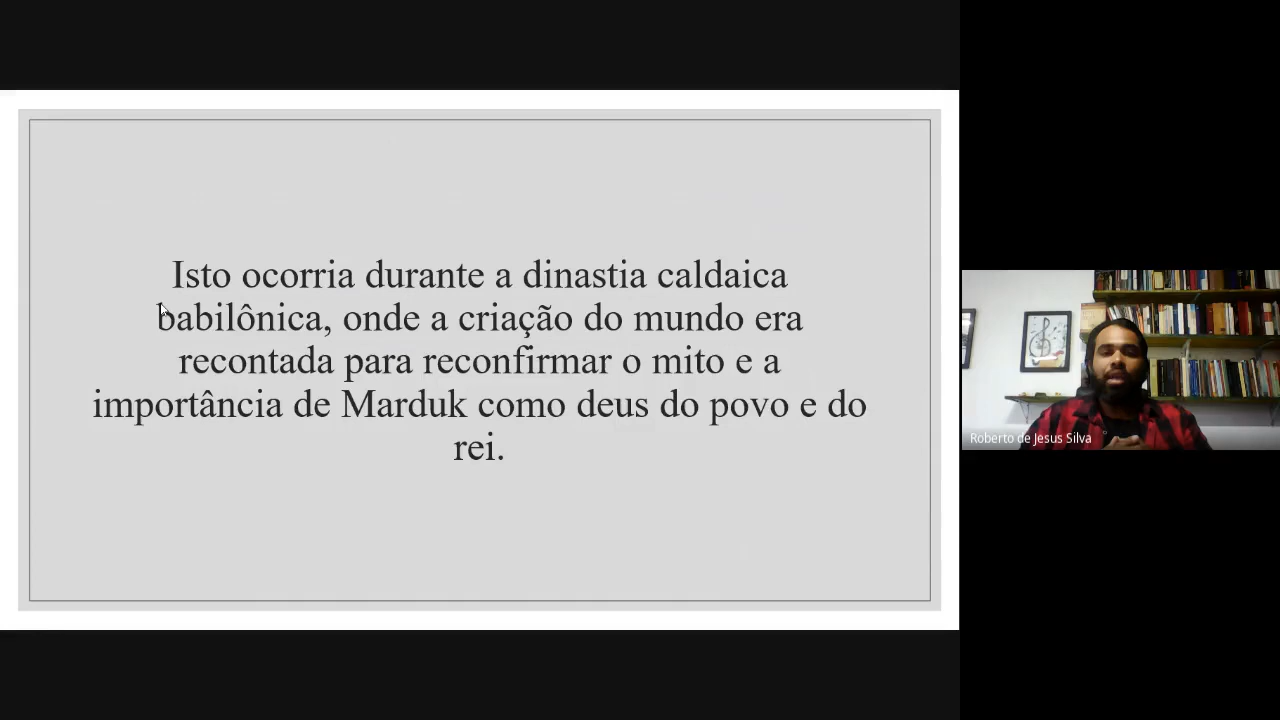 Isto ocorria durante a dinastia caldaica
babilônica, onde a criação do mundo era
recontada para reconfirmar o mito e a
importância de Marduk como deus do povo e do
rei.
Roberto de Jesus Silva